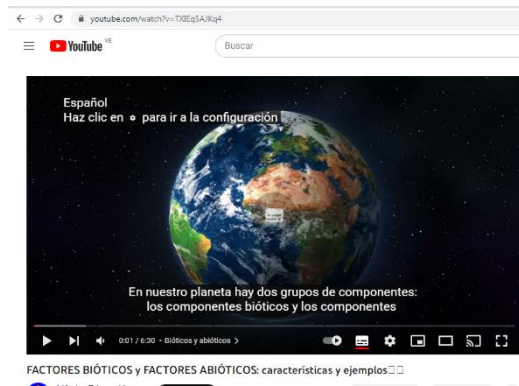 youtube.com/watch?v=TXIEqSAJKq4
YouTube VE
Buscar
Español
Haz clic en para ir a la configuración
En nuestro planeta hay dos grupos de componentes:
los componentes bióticos y los componentes
0:01 / 6:30 • Bióticos y abióticos >
FACTORES BIÓTICOS y FACTORES ABIÓTICOS: características y ejemplos